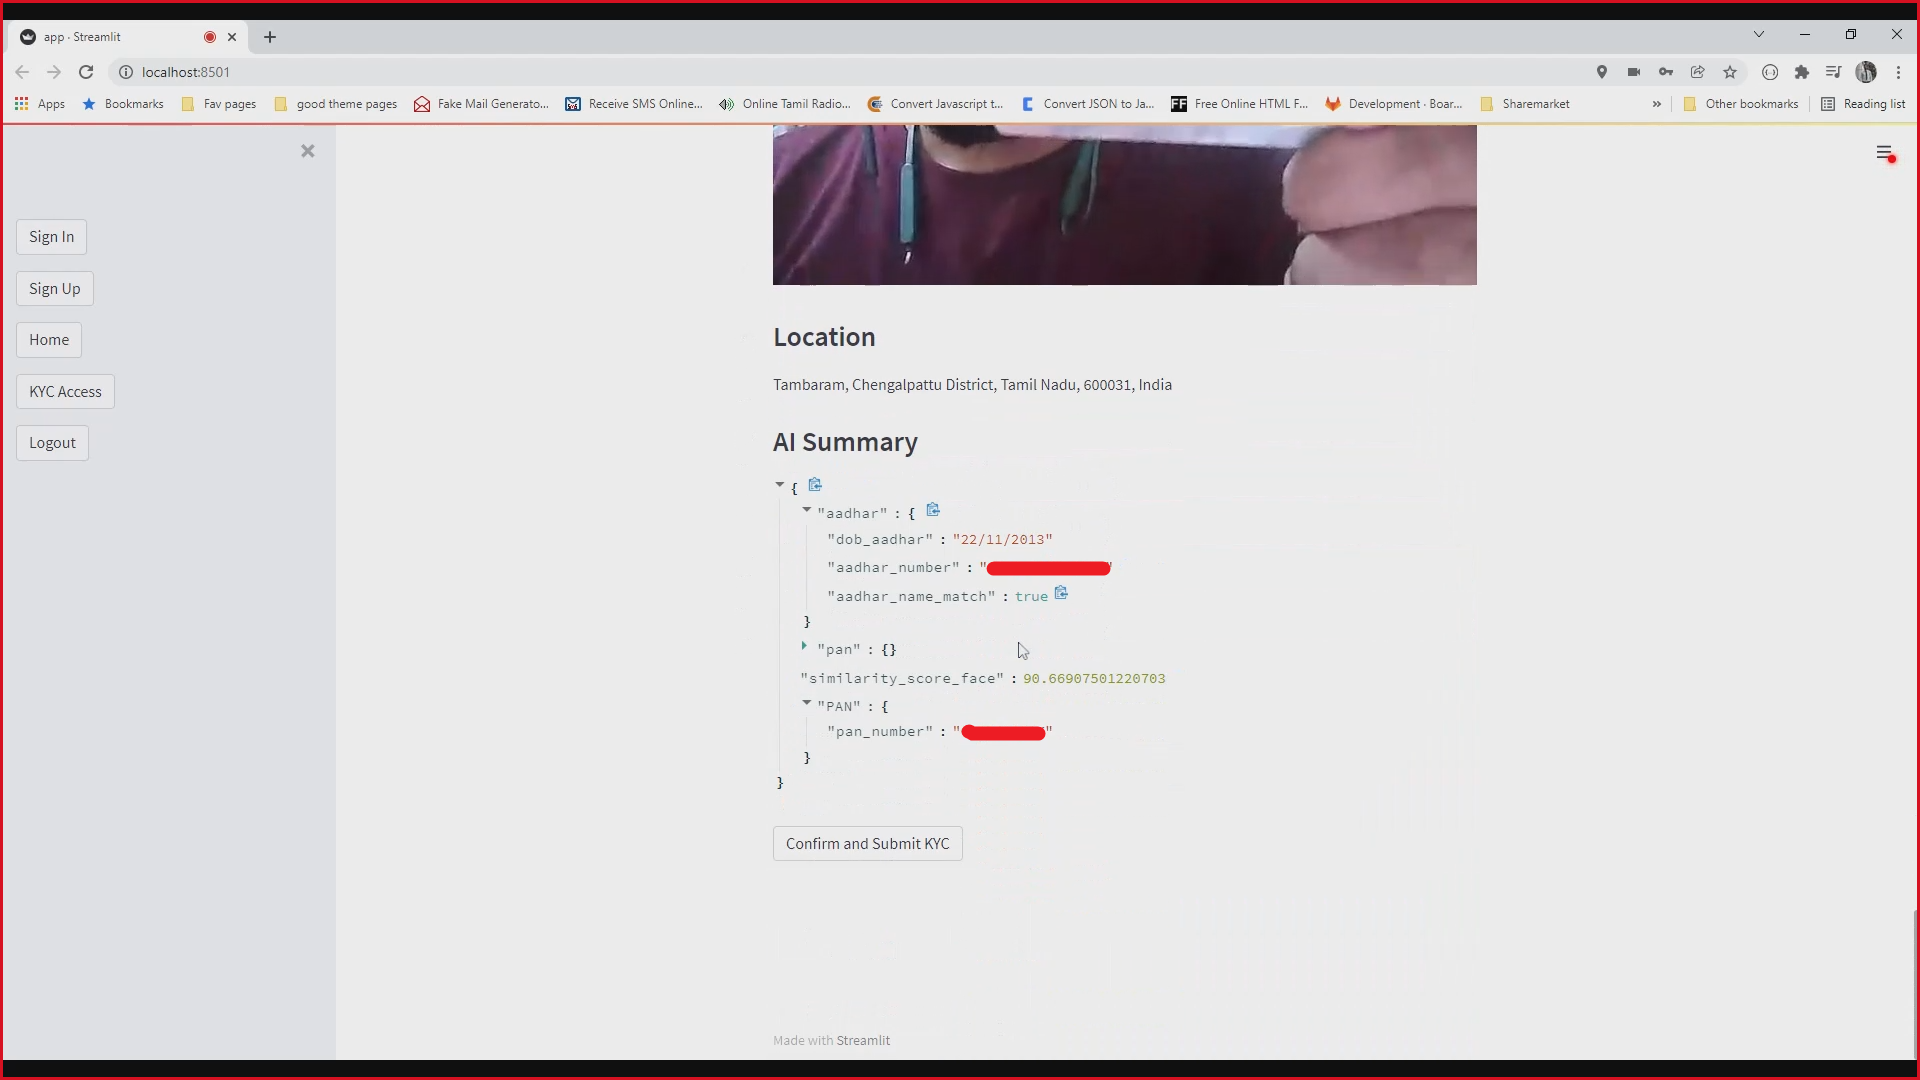 app · Streamlit
localhost:8501
Apps Bookmarks Fav pages good theme pages Fake Mail Generato... Receive SMS Online... Online Tamil Radio... Convert Javascript t... Convert JSON to Ja... Free Online HTML F... Development · Boar... Sharemarket » Other bookmarks Reading list
Sign In
Sign Up
Home
KYC Access
Logout
Location
Tambaram, Chengalpattu District, Tamil Nadu, 600031, India
AI Summary
{
"aadhar" : {
"dob_aadhar" : "22/11/2013"
"aadhar_number" : " "
"aadhar_name_match" : true
}
"pan" : {}
"similarity_score_face" : 90.66907501220703
"PAN" : {
"pan_number" : " "
}
}
Confirm and Submit KYC
Made with Streamlit